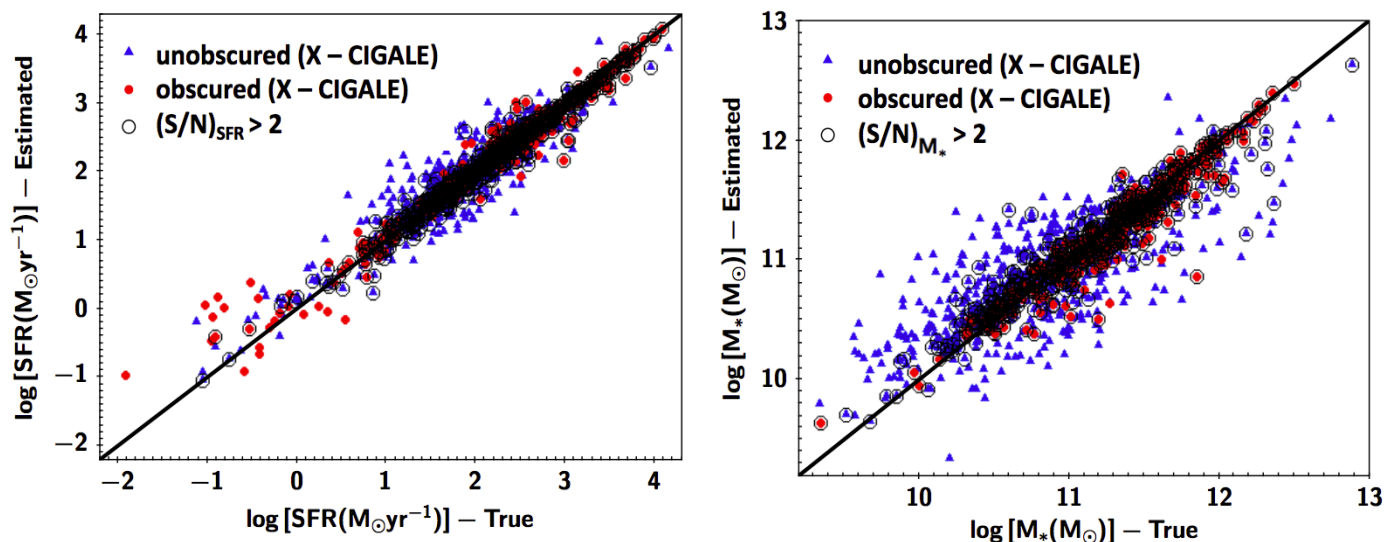 log [SFR(M⊙yr⁻¹)] — Estimated
4
3
2
1
0
−1
−2
unobscured (X – CIGALE)
obscured (X – CIGALE)
(S/N)SFR > 2
−2 −1 0 1 2 3 4
log [SFR(M⊙yr⁻¹)] — True
log [M*(M⊙)] — Estimated
13
12
11
10
unobscured (X – CIGALE)
obscured (X – CIGALE)
(S/N)M* > 2
10 11 12 13
log [M*(M⊙)] — True